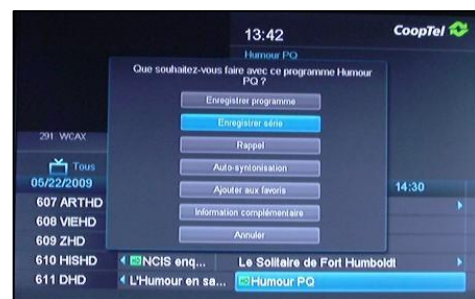 13:42
CoopTel
Humour PQ
Que souhaitez-vous faire avec ce programme Humour
PQ ?
Enregistrer programme
Enregistrer série
Rappel
Auto-syntonisation
Ajouter aux favoris
Information complémentaire
Annuler
291 WCAX
Tous
05/22/2009
14:30
607 ARTHD
608 VIEHD
609 ZHD
610 HISHD
HD NCIS enq...
Le Solitaire de Fort Humboldt
611 DHD
L'Humour en sa...
HD Humour PQ